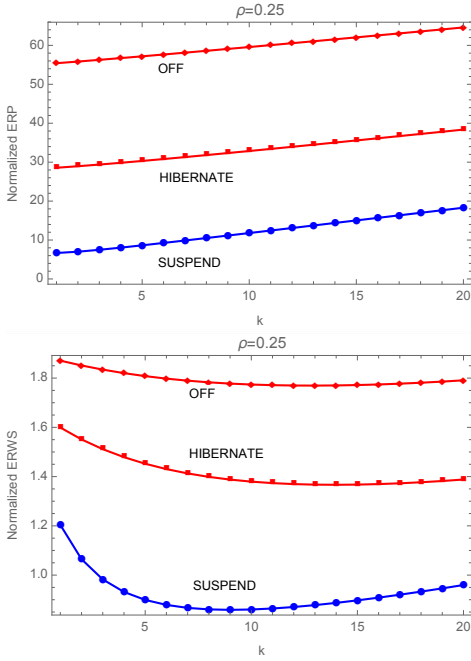 ρ=0.25
Normalized ERP
60
50
40
30
20
10
0
OFF
HIBERNATE
SUSPEND
5
10
15
20
k
ρ=0.25
Normalized ERWS
1.8
1.6
1.4
1.2
1.0
OFF
HIBERNATE
SUSPEND
5
10
15
20
k